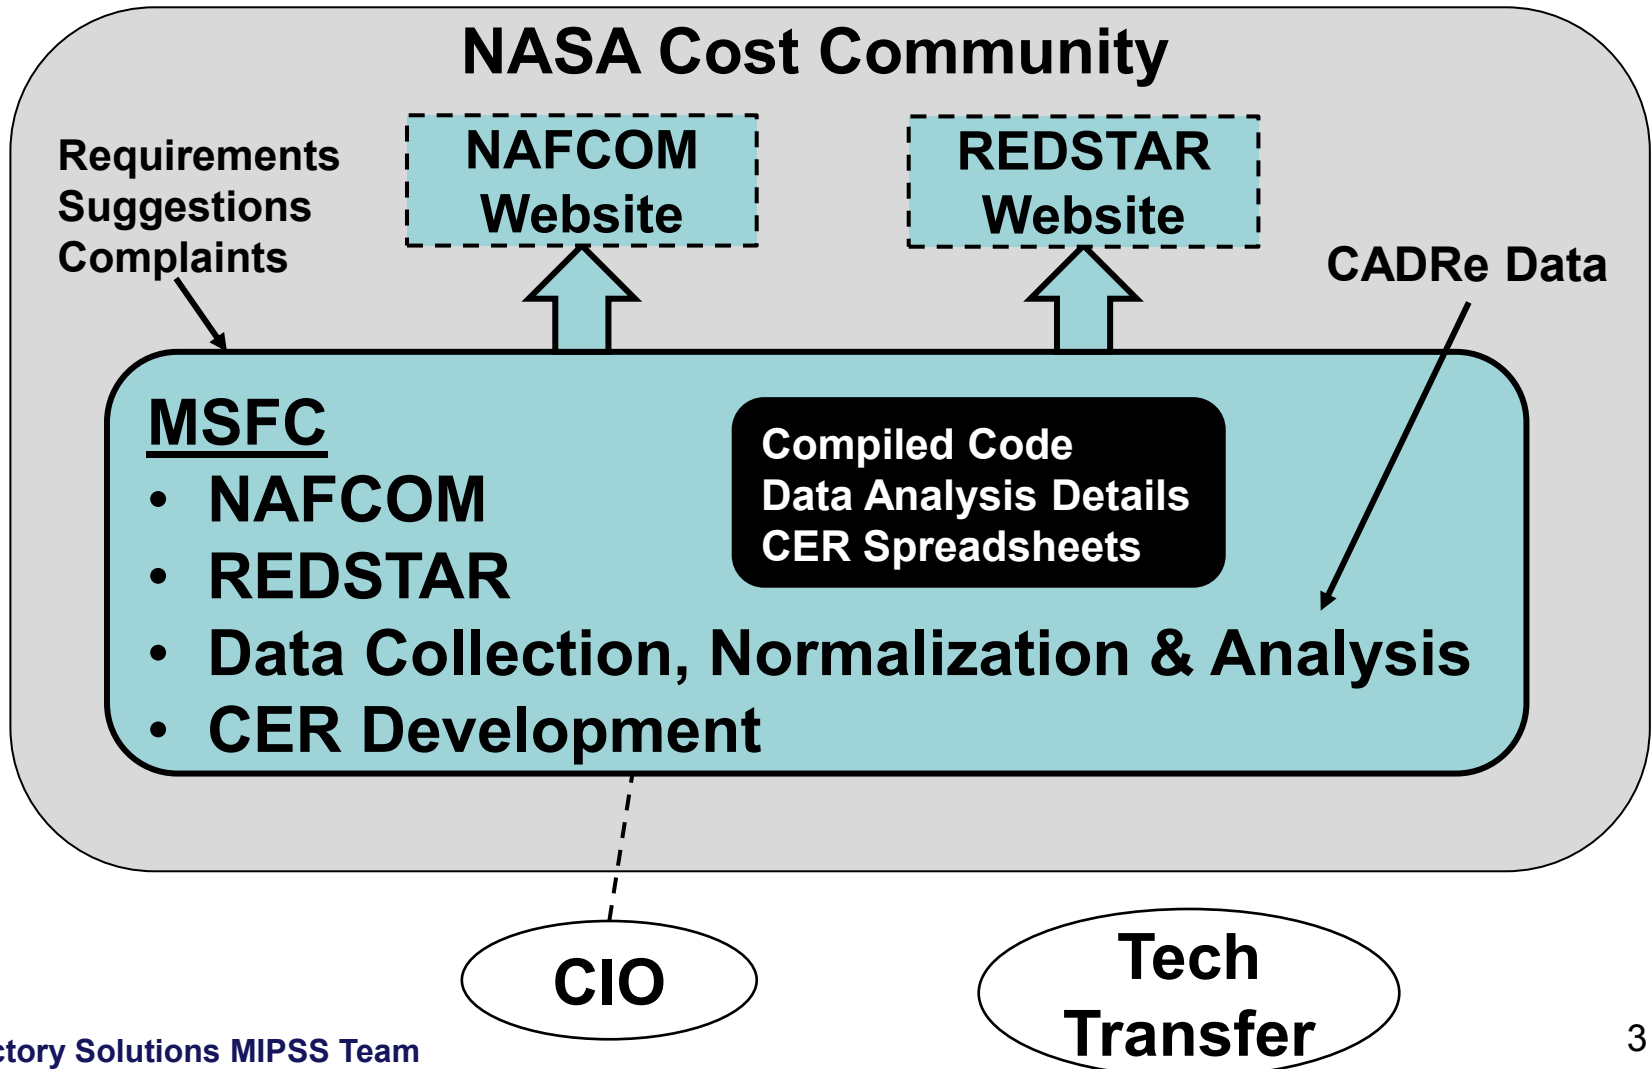 NASA Cost Community
Requirements
Suggestions
Complaints
NAFCOM
Website
REDSTAR
Website
CADRe Data
MSFC
• NAFCOM
• REDSTAR
• Data Collection, Normalization & Analysis
• CER Development
Compiled Code
Data Analysis Details
CER Spreadsheets
CIO
Tech
Transfer
ctory Solutions MIPSS Team
3